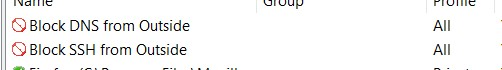 Name Group Profile
Block DNS from Outside All
Block SSH from Outside All